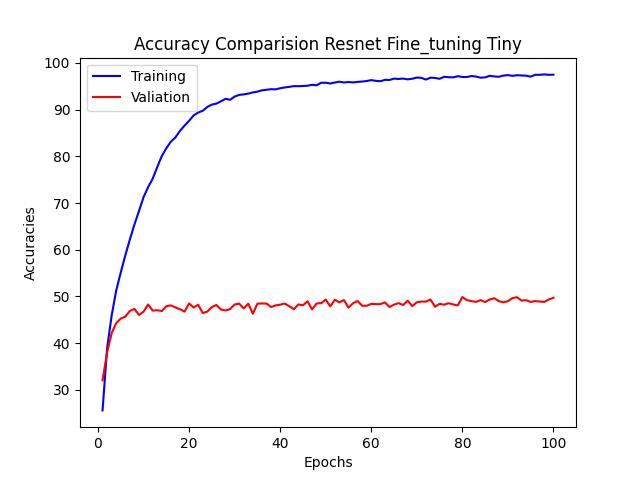 Accuracy Comparision Resnet Fine_tuning Tiny
Training
Valiation
100
90
80
70
60
50
40
30
Accuracies
0 20 40 60 80 100
Epochs